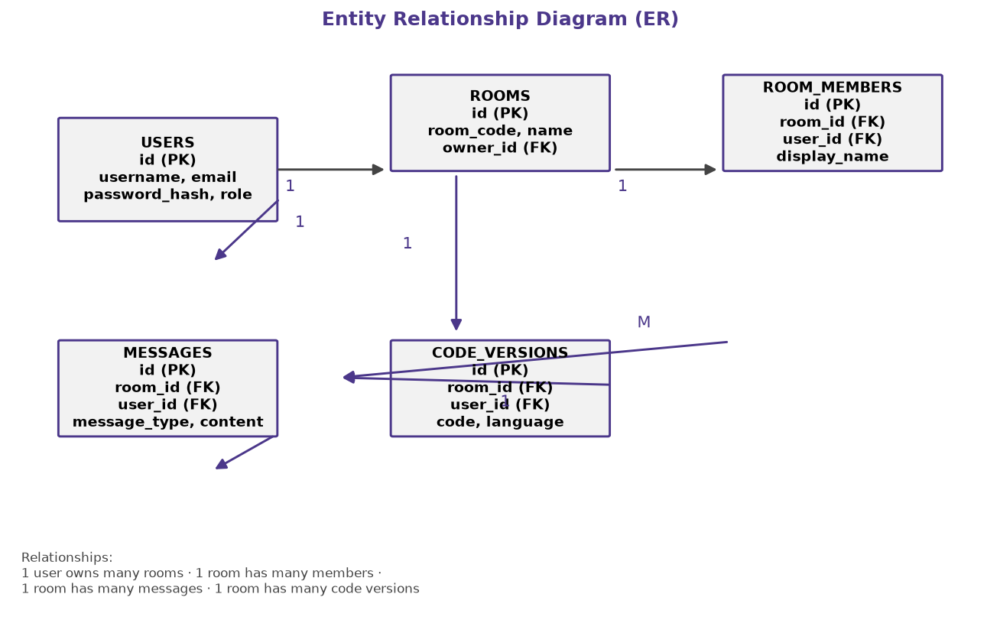 Entity Relationship Diagram (ER)
USERS
id (PK)
username, email
password_hash, role
ROOMS
id (PK)
room_code, name
owner_id (FK)
ROOM_MEMBERS
id (PK)
room_id (FK)
user_id (FK)
display_name
1
1
1
1
M
MESSAGES
id (PK)
room_id (FK)
user_id (FK)
message_type, content
CODE_VERSIONS
id (PK)
room_id (FK)
user_id (FK)
code, language
1
Relationships:
1 user owns many rooms · 1 room has many members ·
1 room has many messages · 1 room has many code versions